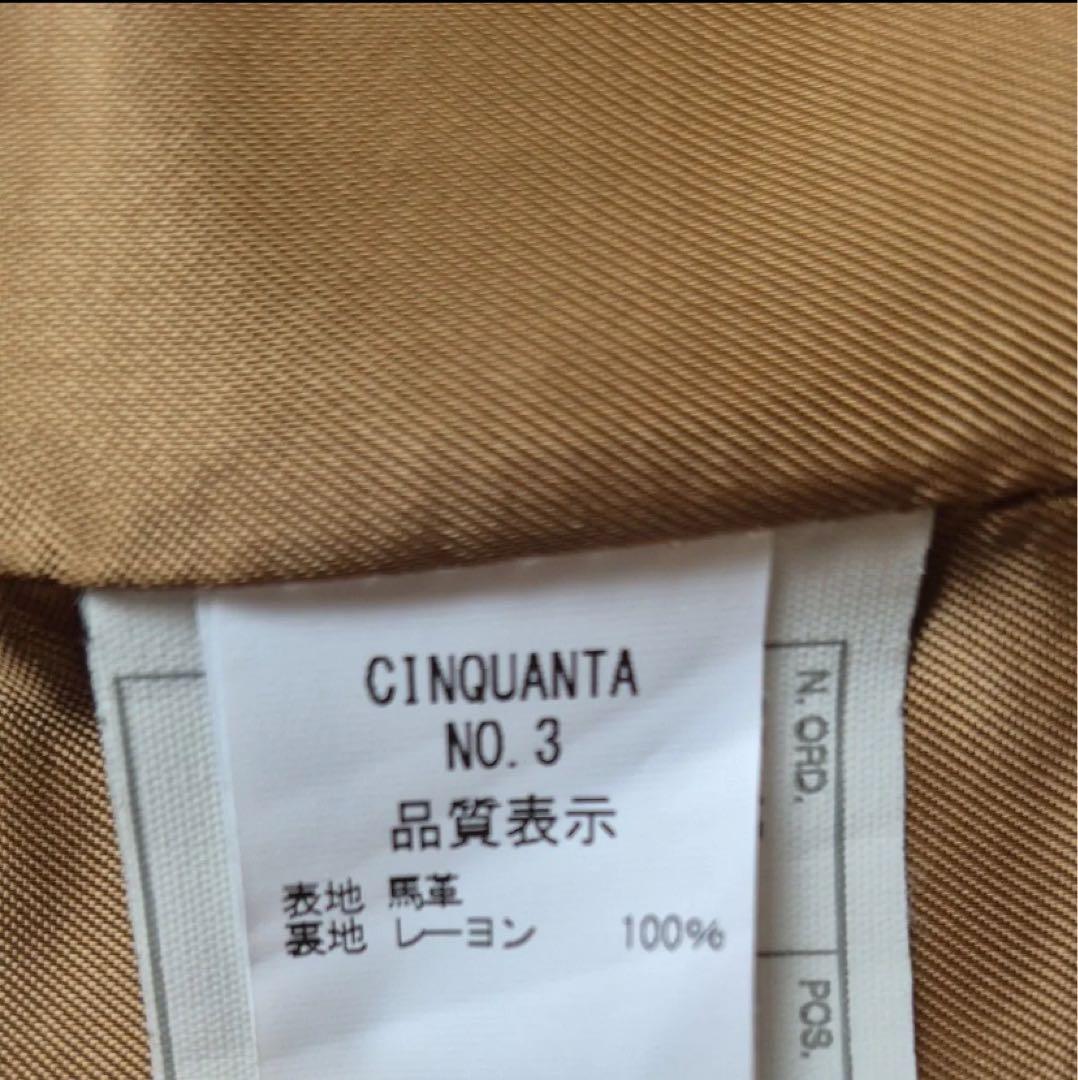 CINQUANTA
NO. 3
品質表示
表地 馬革
裏地 レーヨン 100%
N. ORD.
POS.